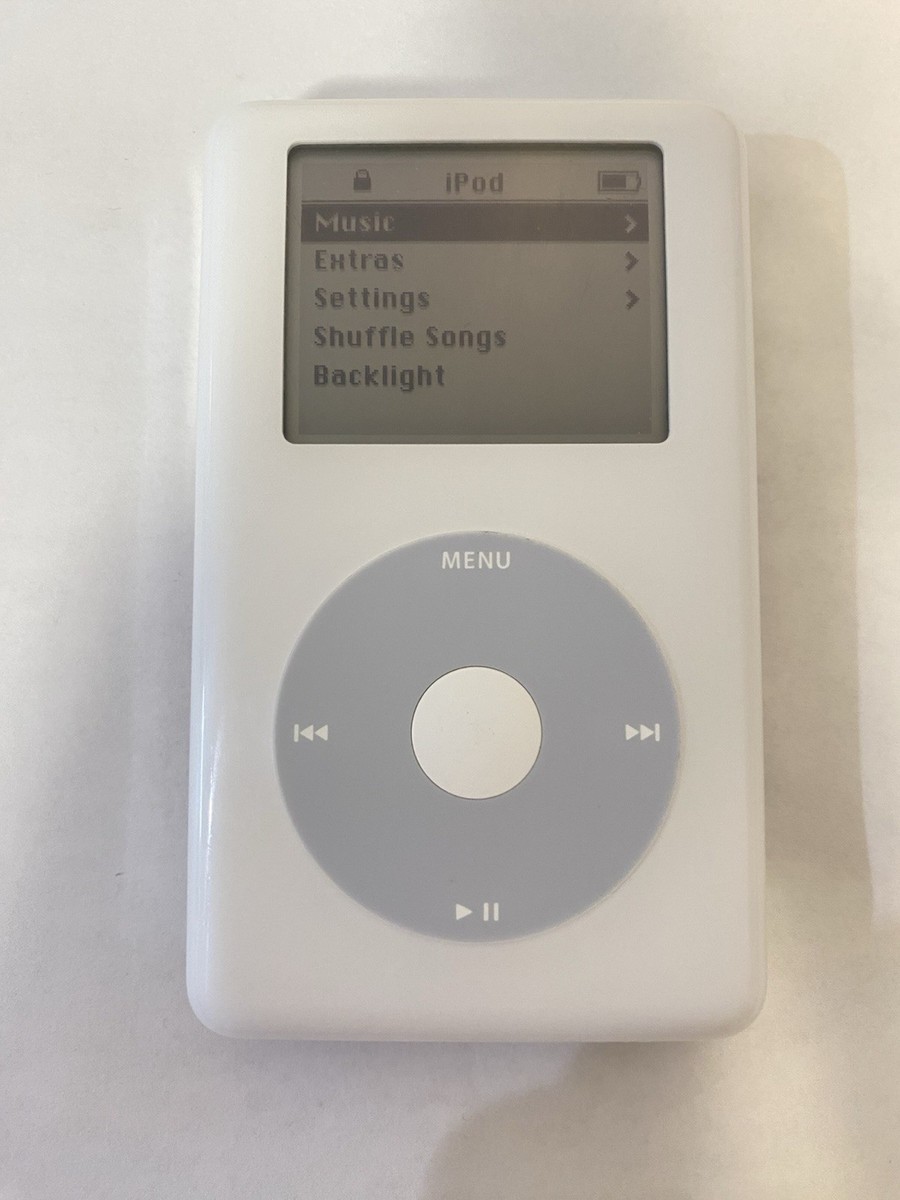 iPod
Music
Extras
Settings
Shuffle Songs
Backlight
MENU